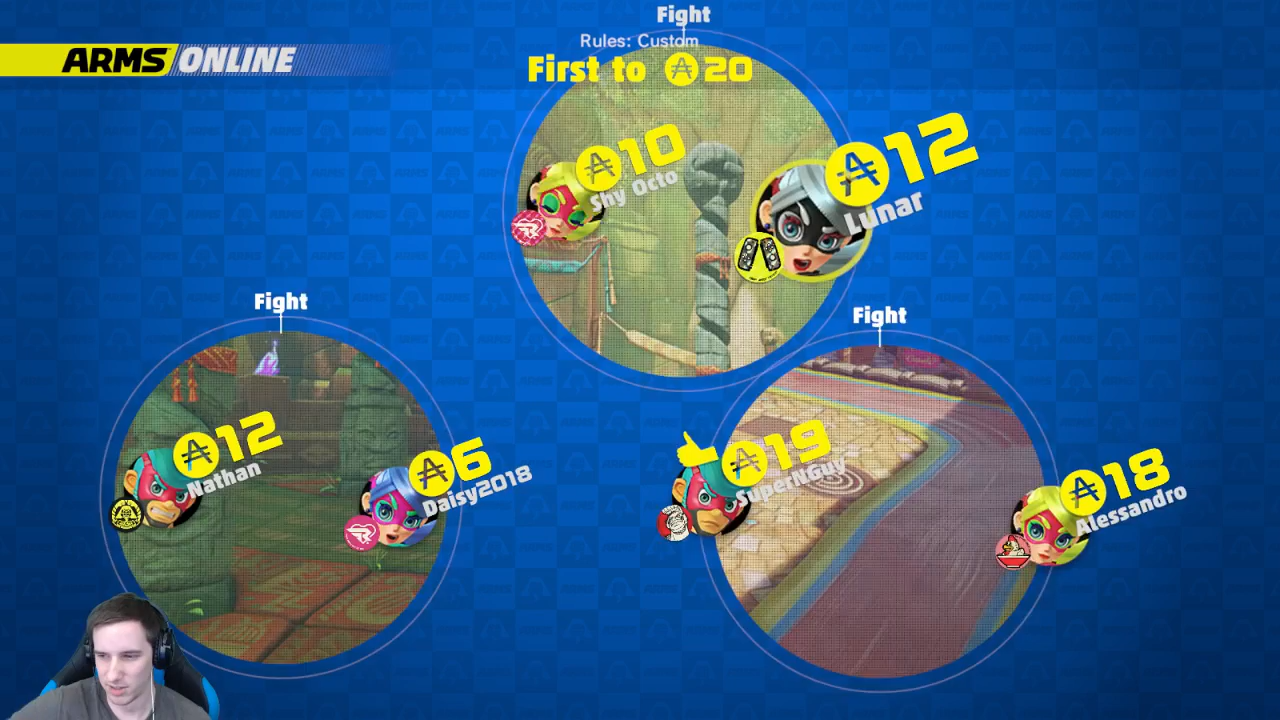 Fight
Rules: Custom
First to 20
ARMS ONLINE
10
Shy Octo
12
Lunar
Fight
12
Nathan
6
Daisy2018
Fight
19
SuperNGuy
18
Alessandro